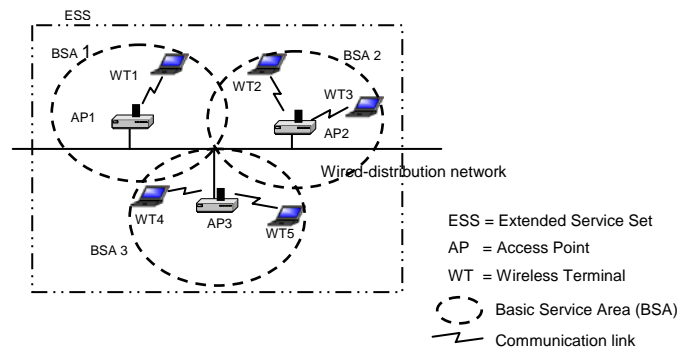 ESS
BSA 1
BSA 2
WT1
WT2
WT3
AP1
AP2
Wired-distribution network
WT4
AP3
WT5
BSA 3
ESS = Extended Service Set
AP = Access Point
WT = Wireless Terminal
Basic Service Area (BSA)
Communication link